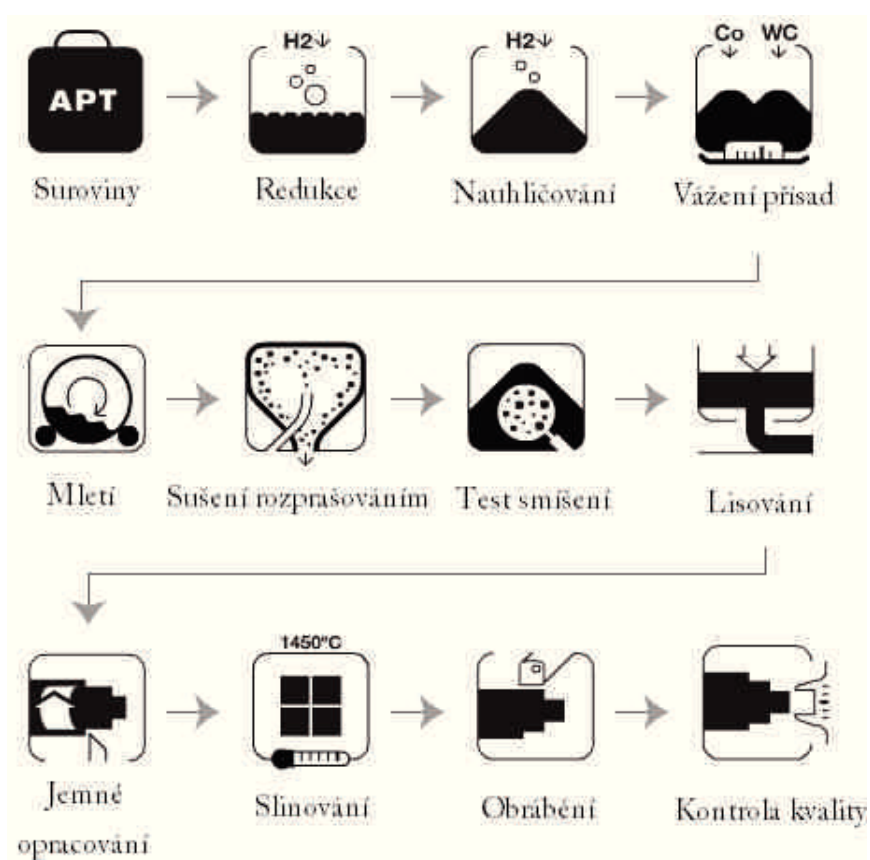 H2↓ H2↓ Co WC
APT
Suroviny Redukce Nauhličování Vážení přísad
Mletí Sušení rozprašováním Test smíšení Lisování
1450°C
Jemné opracování Slinování Obrábění Kontrola kvality